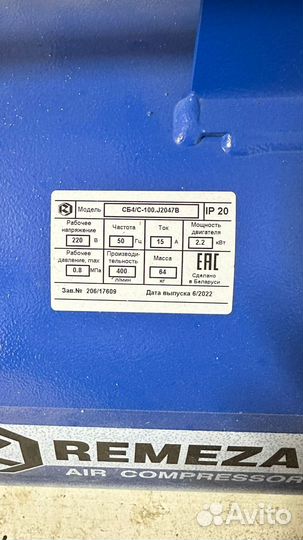 Модель СБ4/С-100.J2047В IP 20
Рабочее напряжение Частота Ток Мощность двигателя
220 В 50 Гц 15 А 2.2 кВт
Рабочее давление, max Производи- тельность Масса ЕАС
0.8 МПа 400 л/мин 64 кг Сделано в Беларуси
Зав.№ 206/17609 Дата выпуска 6/2022
REMEZA
AIR COMPRESSOR
Avito